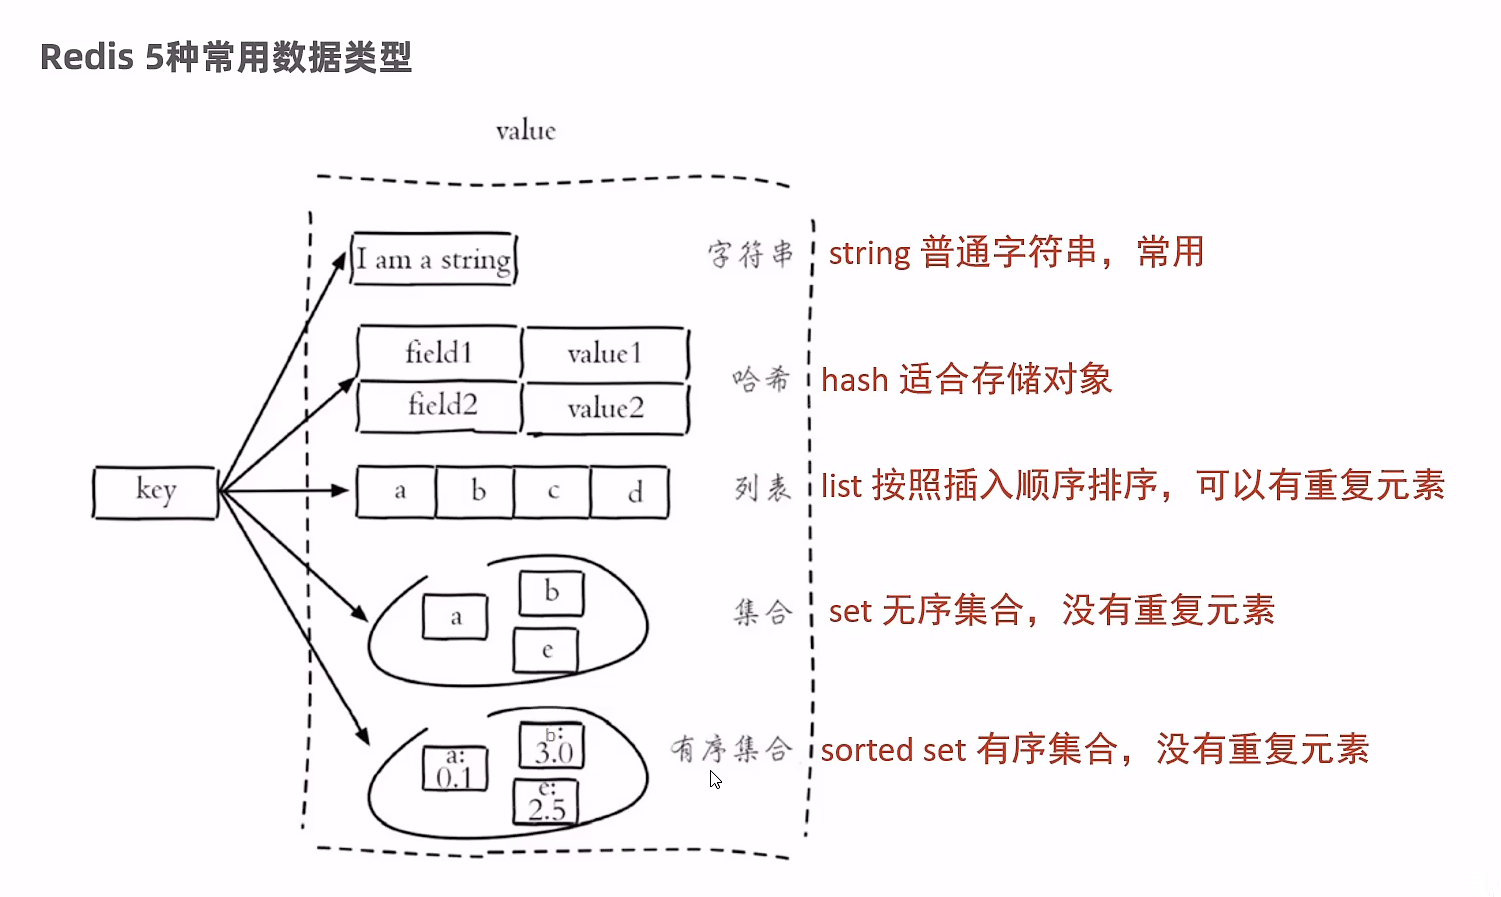 Redis 5种常用数据类型
value
I am a string
字符串
string 普通字符串，常用
field1
value1
field2
value2
哈希
hash 适合存储对象
key
a
b
c
d
列表
list 按照插入顺序排序，可以有重复元素
a
b
e
集合
set 无序集合，没有重复元素
a:
0.1
b:
3.0
e:
2.5
有序集合
sorted set 有序集合，没有重复元素